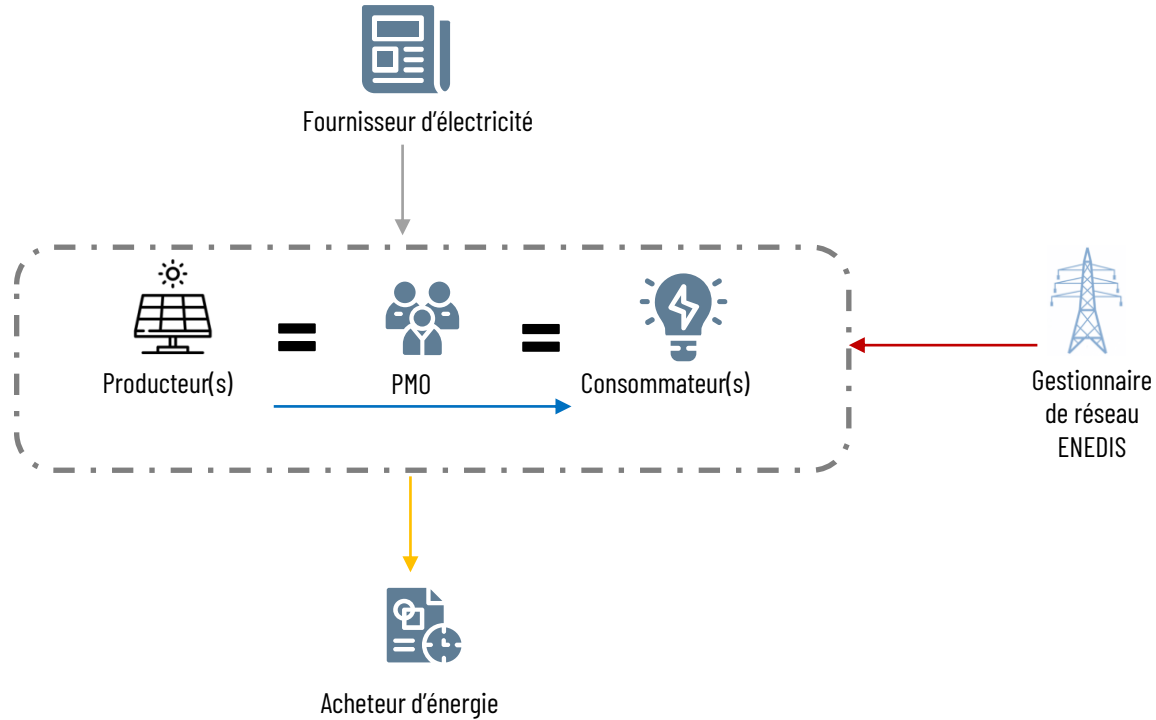 Fournisseur d’électricité
Producteur(s)
=
PMO
=
Consommateur(s)
Gestionnaire
de réseau
ENEDIS
Acheteur d’énergie